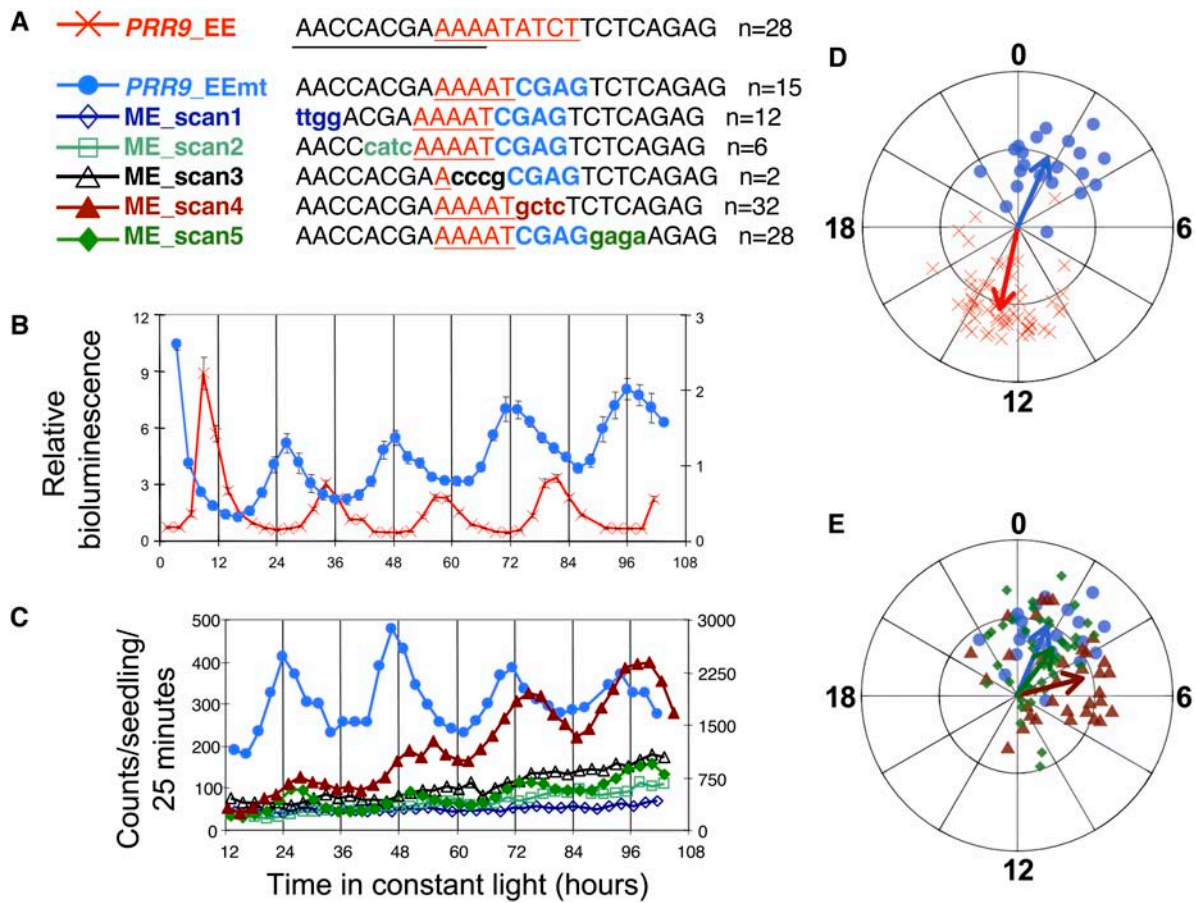 A
PRR9_EE AACCACGAAAAATATCTTCTCAGAG n=28
PRR9_EEmt AACCACGAAAAATCGAGTCTCAGAG n=15
ME_scan1 ttggACGAAAAATCGAGTCTCAGAG n=12
ME_scan2 AACCcatcAAAATCGAGTCTCAGAG n=6
ME_scan3 AACCACGAAcccgCGAGTCTCAGAG n=2
ME_scan4 AACCACGAAAAATgctcTCTCAGAG n=32
ME_scan5 AACCACGAAAAATCGAGgagaAGAG n=28
B
Relative
bioluminescence
12
9
6
3
0
3
2
1
0
0 12 24 36 48 60 72 84 96 108
C
Counts/seedling/
25 minutes
500
400
300
200
100
0
3000
2250
1500
750
0
12 24 36 48 60 72 84 96 108
Time in constant light (hours)
D
0
18
6
12
E
0
18
6
12